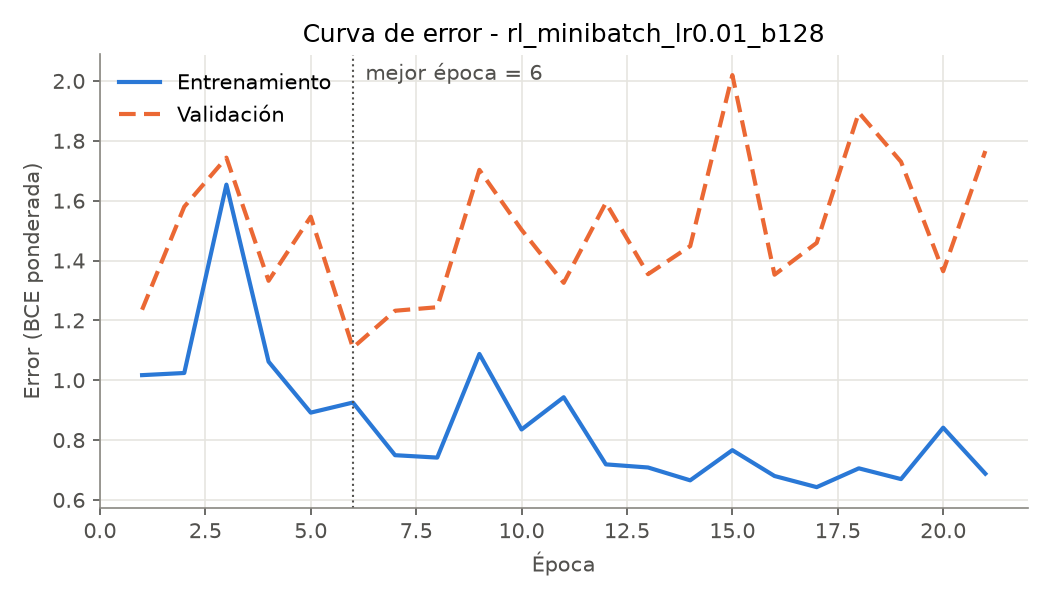 Curva de error - rl_minibatch_lr0.01_b128
Entrenamiento
Validación
mejor época = 6
Error (BCE ponderada)
2.0
1.8
1.6
1.4
1.2
1.0
0.8
0.6
0.0 2.5 5.0 7.5 10.0 12.5 15.0 17.5 20.0
Época